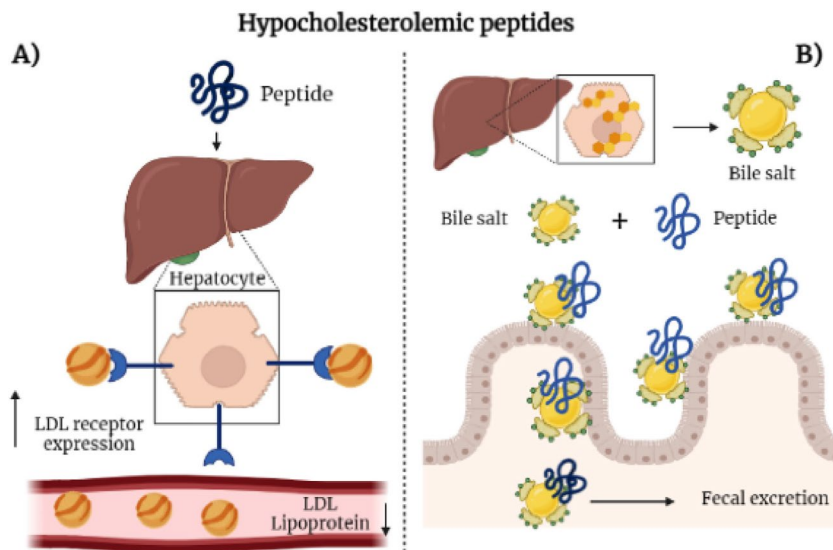 Hypocholesterolemic peptides
A)
Peptide
Hepatocyte
LDL receptor
expression
LDL
Lipoprotein
B)
Bile salt
Bile salt + Peptide
Fecal excretion